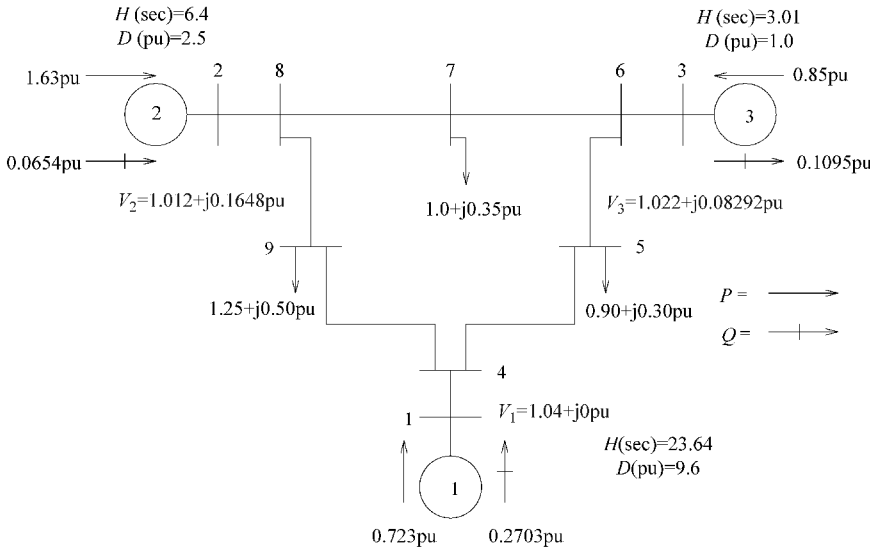 H (sec)=6.4
D (pu)=2.5
H (sec)=3.01
D (pu)=1.0
1.63pu
2
8
7
6
3
0.85pu
2
3
0.0654pu
0.1095pu
V2=1.012+j0.1648pu
1.0+j0.35pu
V3=1.022+j0.08292pu
9
5
1.25+j0.50pu
0.90+j0.30pu
P =
Q =
4
1
V1=1.04+j0pu
H(sec)=23.64
D(pu)=9.6
1
0.723pu
0.2703pu